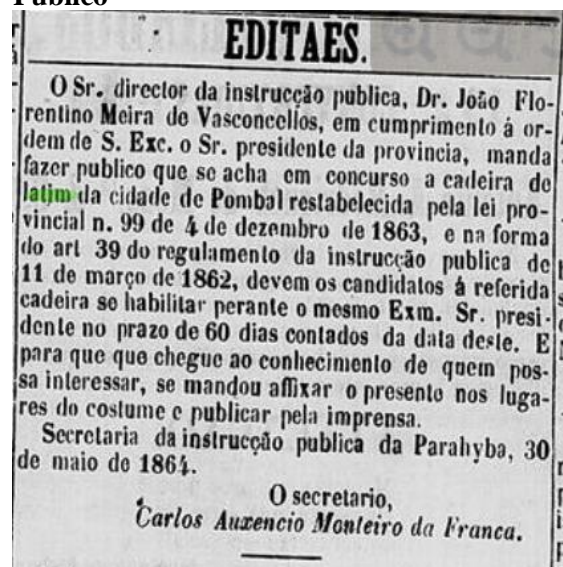 Publico
EDITAES.
O Sr. director da instrucção publica, Dr. João Flo-
rentino Meira de Vasconcellos, em cumprimento á or-
dem de S. Exc. o Sr. presidente da provincia, manda
fazer publico que se acha em concurso a cadeira de
latim da cidade de Pombal restabelecida pela lei pro-
vincial n. 99 de 4 de dezembro de 1863, e na forma
do art 39 do regulamento da instrucção publica de
11 de março de 1862, devem os candidatos á referida
cadeira se habilitar perante o mesmo Exm. Sr. presi-
dente no prazo de 60 dias contados da data deste. E
para que que chegue ao conhecimento de quem pos-
sa interessar, se mandou affixar o presente nos luga-
res do costume e publicar pela imprensa.
Secretaria da instrucção publica da Parahyba, 30
de maio de 1864.
O secretario,
Carlos Auxencio Monteiro da Franca.